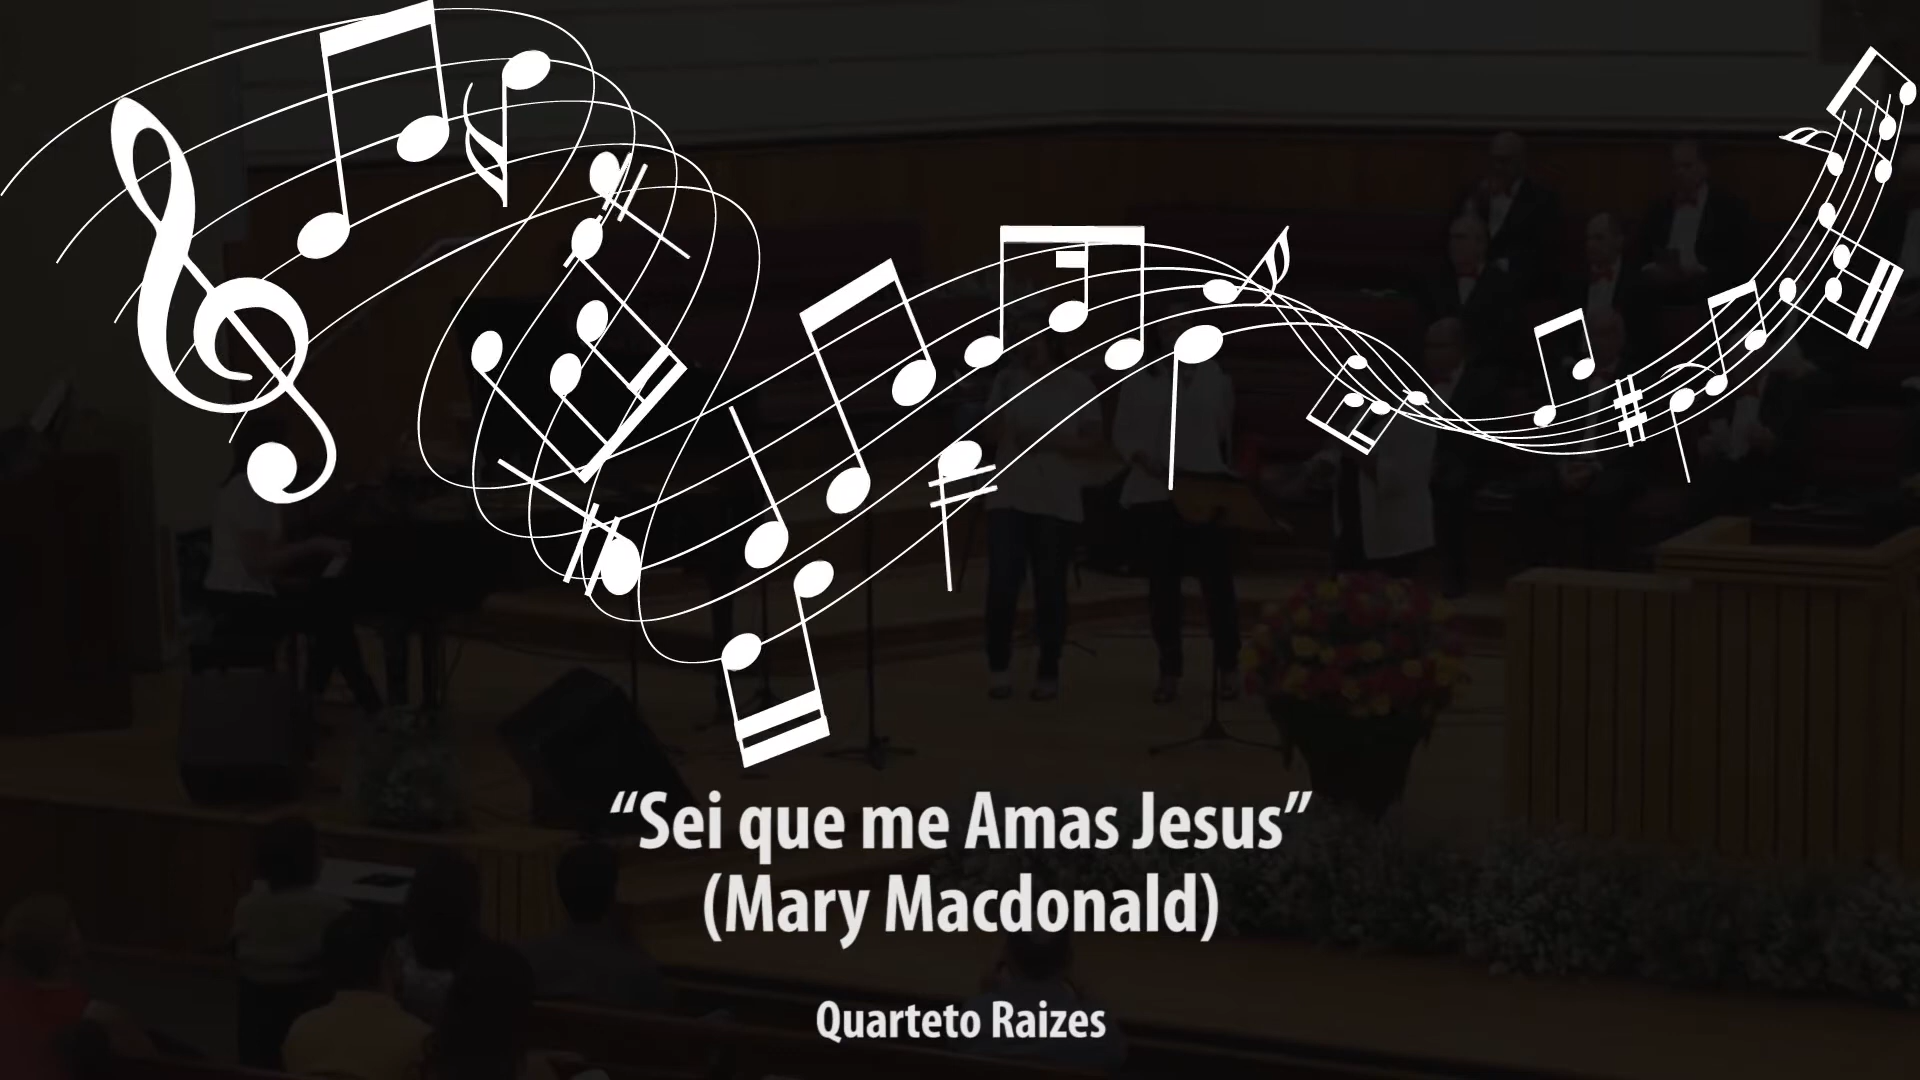 “Sei que me Amas Jesus”
(Mary Macdonald)
Quarteto Raizes